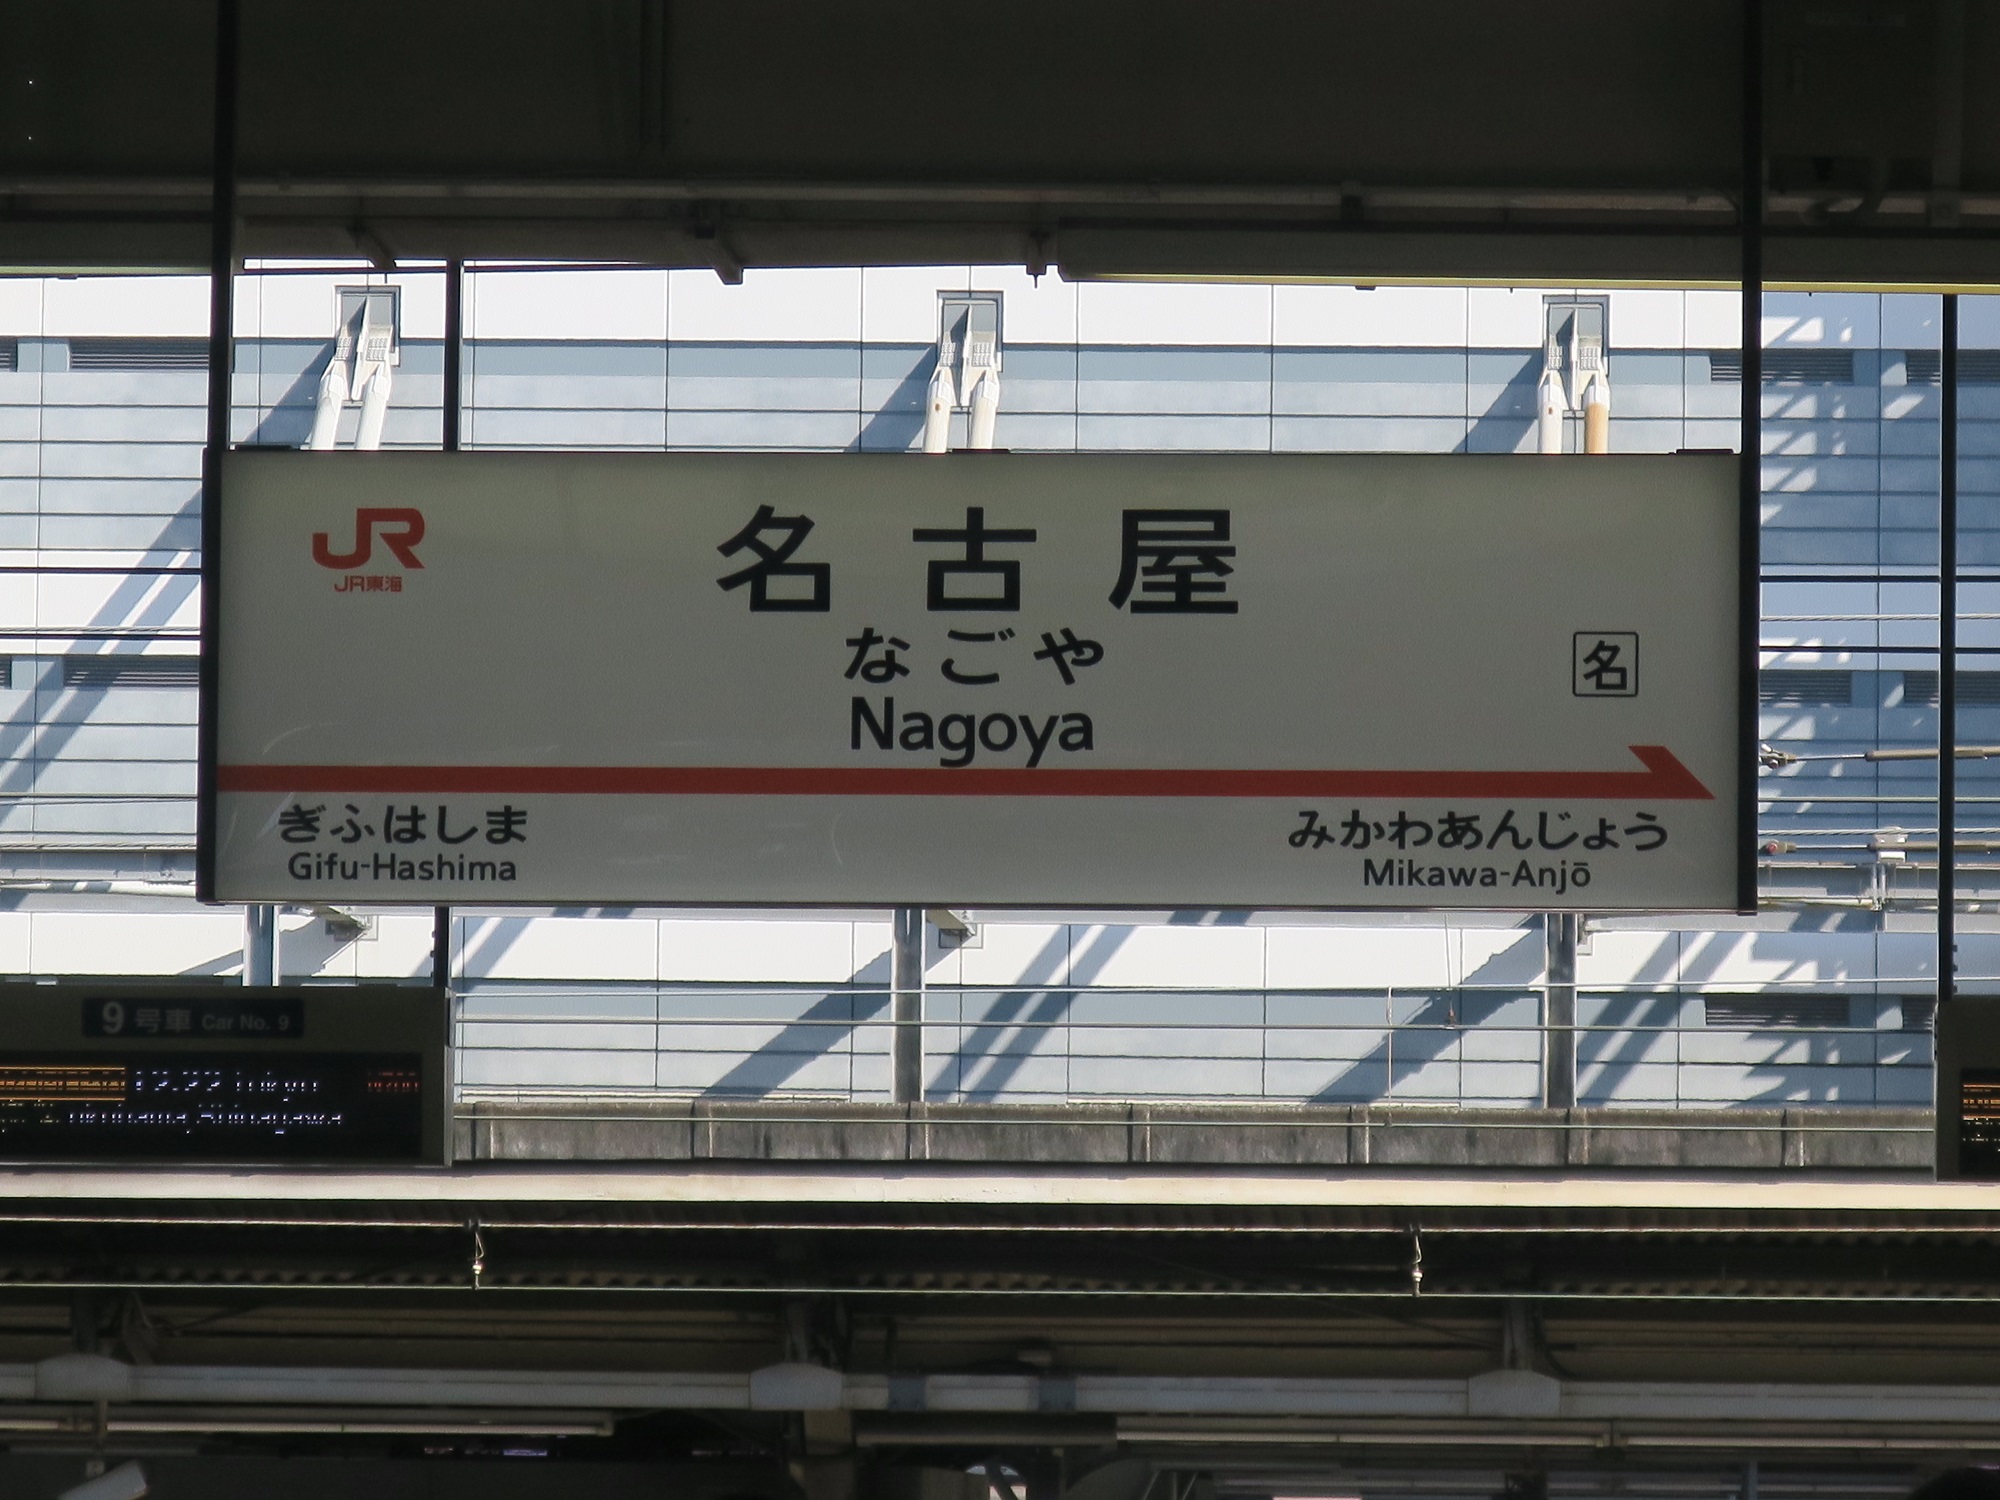 JR
JR東海
名古屋
なごや
Nagoya
名
ぎふはしま
Gifu-Hashima
みかわあんじょう
Mikawa-Anjō
9号車 Car No. 9
Tokyo